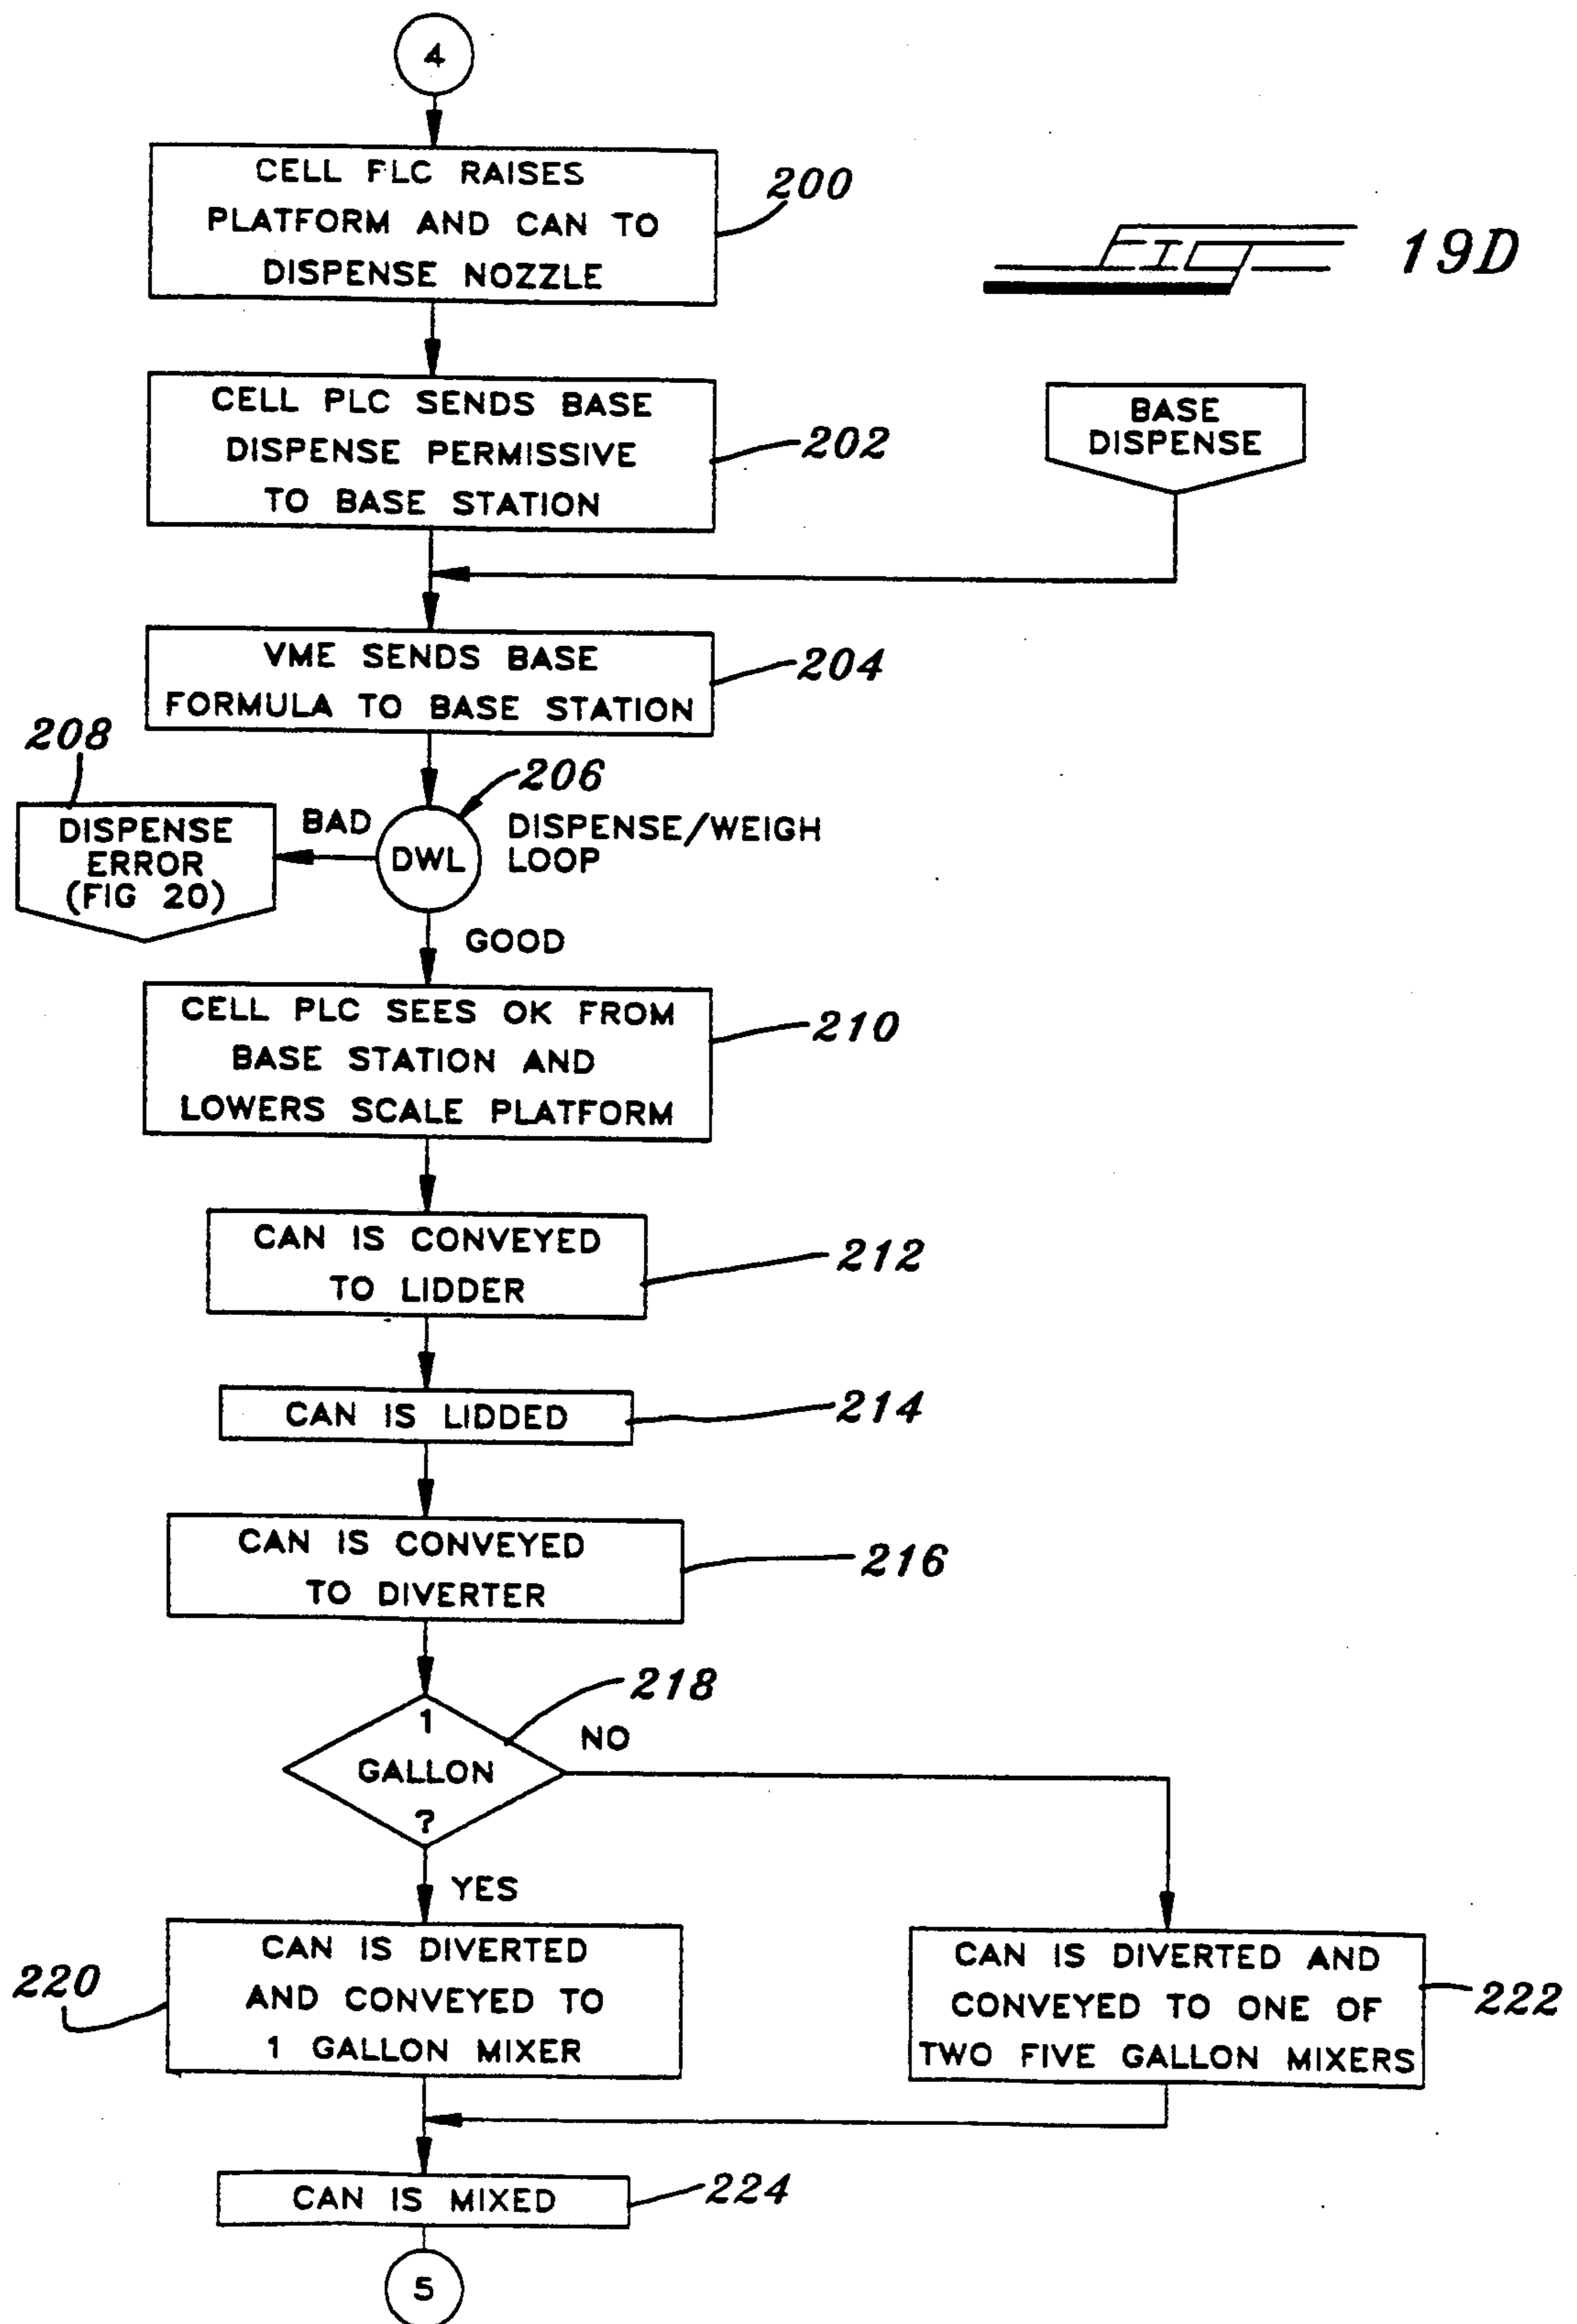 4
CELL FLC RAISES
PLATFORM AND CAN TO
DISPENSE NOZZLE
200
FIG 19D
CELL PLC SENDS BASE
DISPENSE PERMISSIVE
TO BASE STATION
202
BASE
DISPENSE
VME SENDS BASE
FORMULA TO BASE STATION
204
208
DISPENSE
ERROR
(FIG 20)
BAD
DWL
206
DISPENSE/WEIGH
LOOP
GOOD
CELL PLC SEES OK FROM
BASE STATION AND
LOWERS SCALE PLATFORM
210
CAN IS CONVEYED
TO LIDDER
212
CAN IS LIDDED
214
CAN IS CONVEYED
TO DIVERTER
216
1
GALLON
?
218
NO
YES
CAN IS DIVERTED
AND CONVEYED TO
1 GALLON MIXER
220
CAN IS DIVERTED AND
CONVEYED TO ONE OF
TWO FIVE GALLON MIXERS
222
CAN IS MIXED
224
5